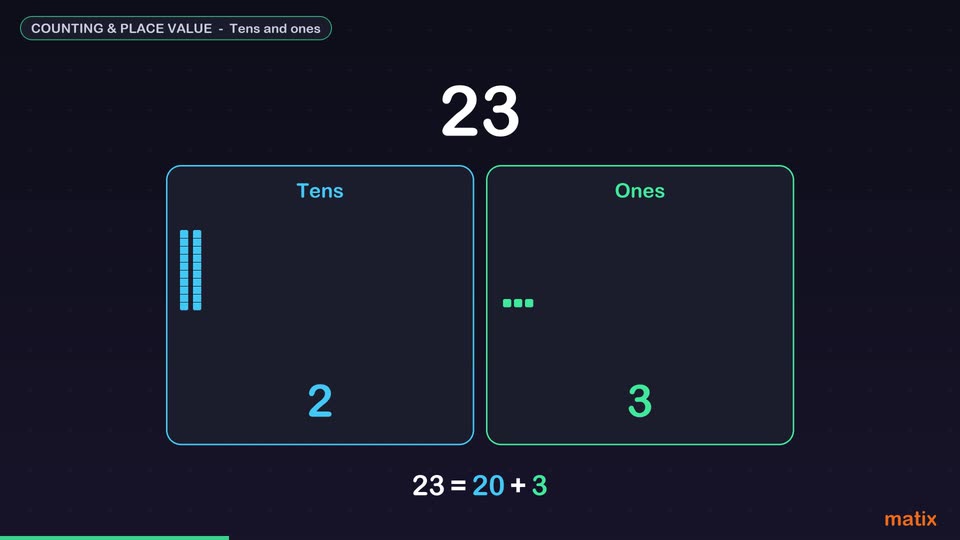 COUNTING & PLACE VALUE - Tens and ones
23
Tens
Ones
2
3
23 = 20 + 3
matix